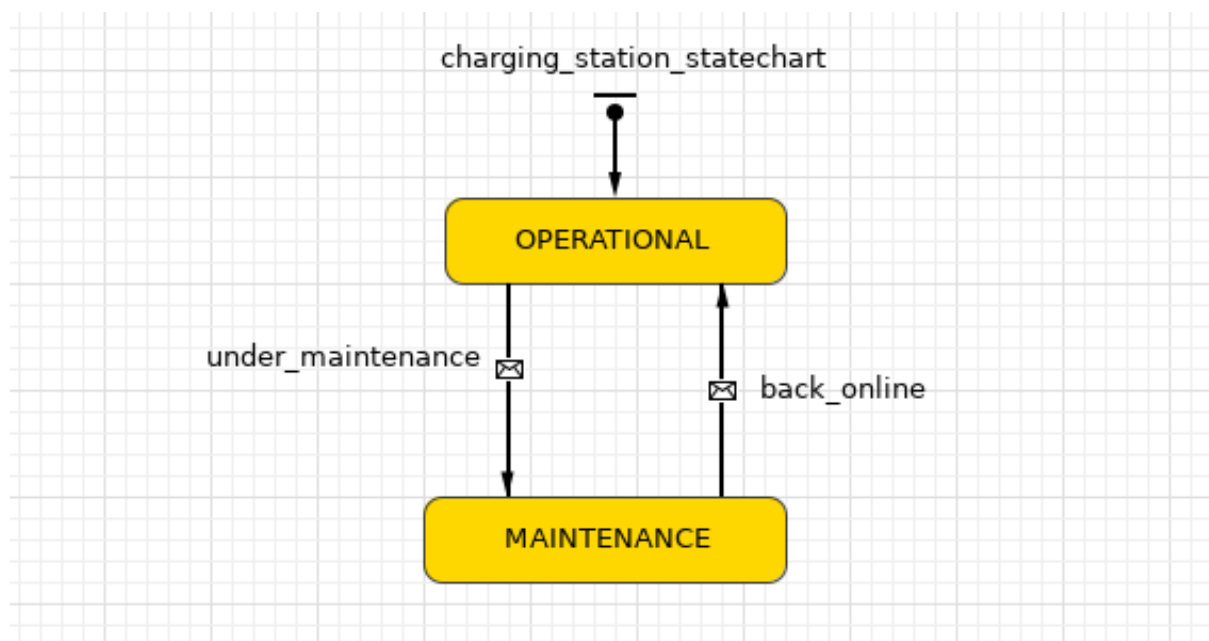 charging_station_statechart
OPERATIONAL
under_maintenance
back_online
MAINTENANCE